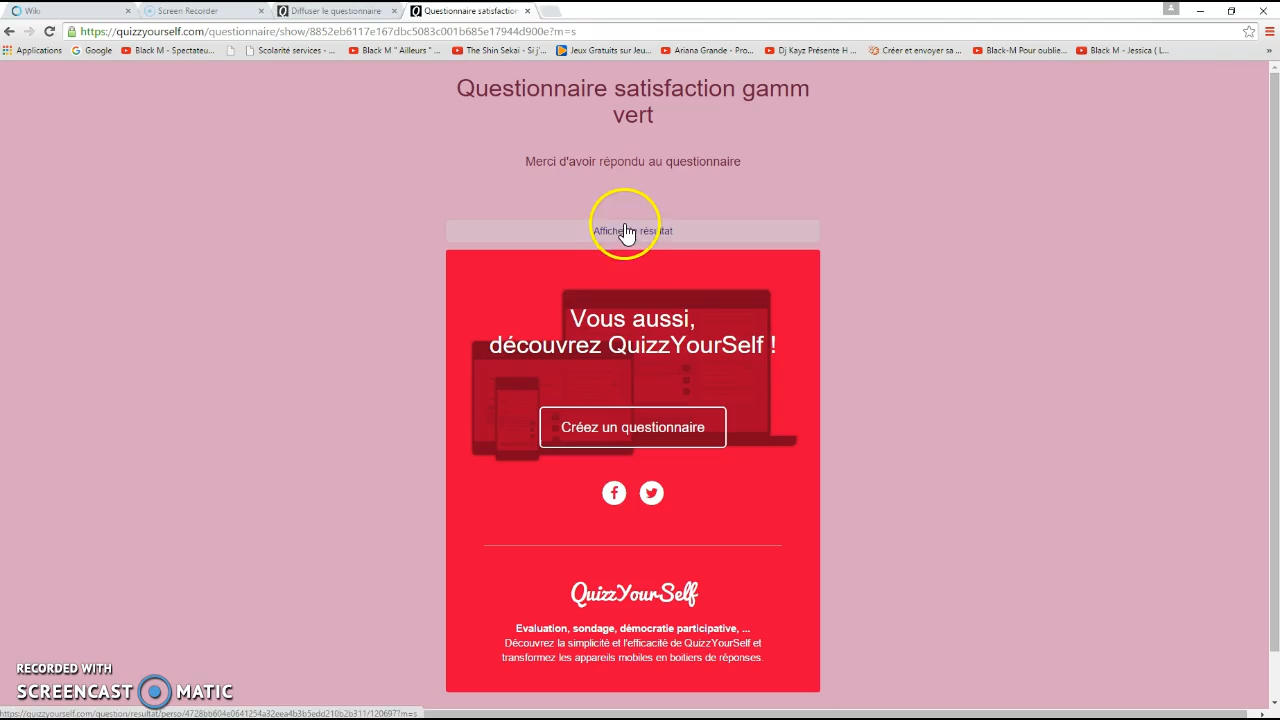 Wiki
Screen Recorder
Diffuser le questionnaire
Questionnaire satisfaction
https://quizzyourself.com/questionnaire/show/8852eb6117e167dbc5083c001b685e17944d900e?m=s
Applications
Google
Black M - Spectateu...
Scolarité services - ...
Black M " Ailleurs " ...
The Shin Sekaï - Si j'...
Jeux Gratuits sur Jeu...
Ariana Grande - Pro...
Dj Kayz Présente H ...
Créer et envoyer sa ...
Black-M Pour oublie...
Black M - Jessica ( L...
»
Questionnaire satisfaction gamm
vert
Merci d'avoir répondu au questionnaire
résultat
Vous aussi,
découvrez QuizzYourSelf !
Créez un questionnaire
QuizzYourSelf
Evaluation, sondage, démocratie participative, ...
Découvrez la simplicité et l'efficacité de QuizzYourSelf et
transformez les appareils mobiles en boitiers de réponses.
RECORDED WITH
SCREENCAST MATIC